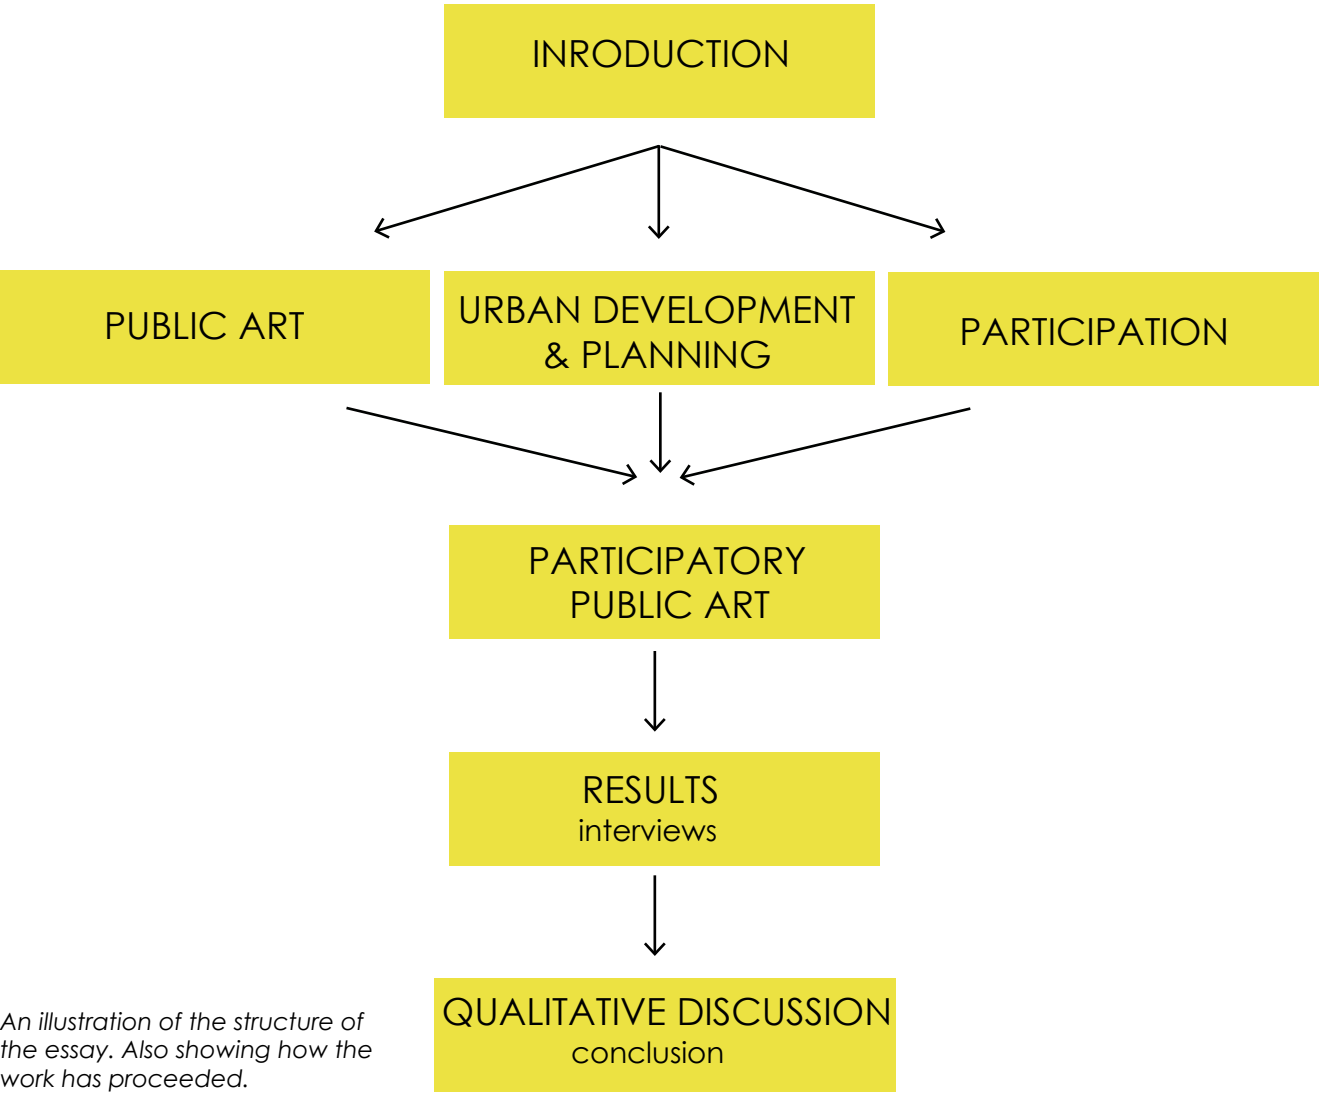 INRODUCTION
PUBLIC ART
URBAN DEVELOPMENT
& PLANNING
PARTICIPATION
PARTICIPATORY
PUBLIC ART
RESULTS
interviews
QUALITATIVE DISCUSSION
conclusion
An illustration of the structure of
the essay. Also showing how the
work has proceeded.